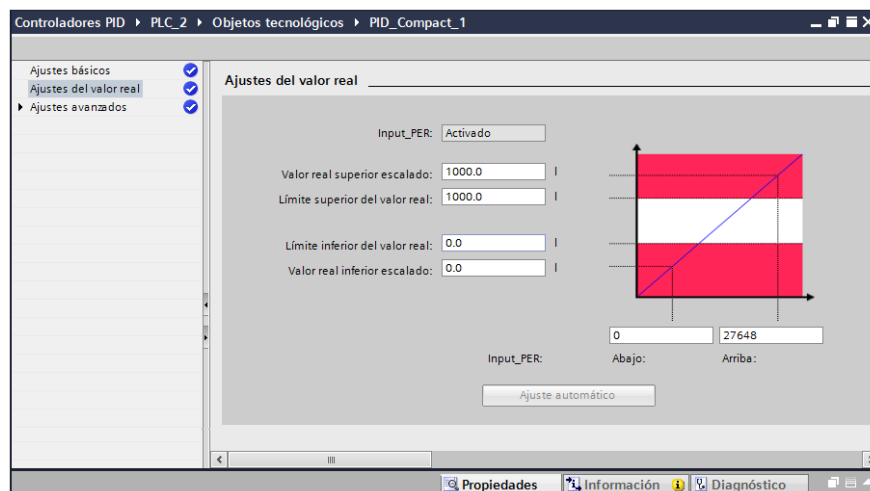 Controladores PID ▸ PLC_2 ▸ Objetos tecnológicos ▸ PID_Compact_1
Ajustes básicos
Ajustes del valor real
Ajustes avanzados
Ajustes del valor real
Input_PER: Activado
Valor real superior escalado: 1000.0 l
Límite superior del valor real: 1000.0 l
Límite inferior del valor real: 0.0 l
Valor real inferior escalado: 0.0 l
0 27648
Input_PER: Abajo: Arriba:
Ajuste automático
Propiedades Información Diagnóstico